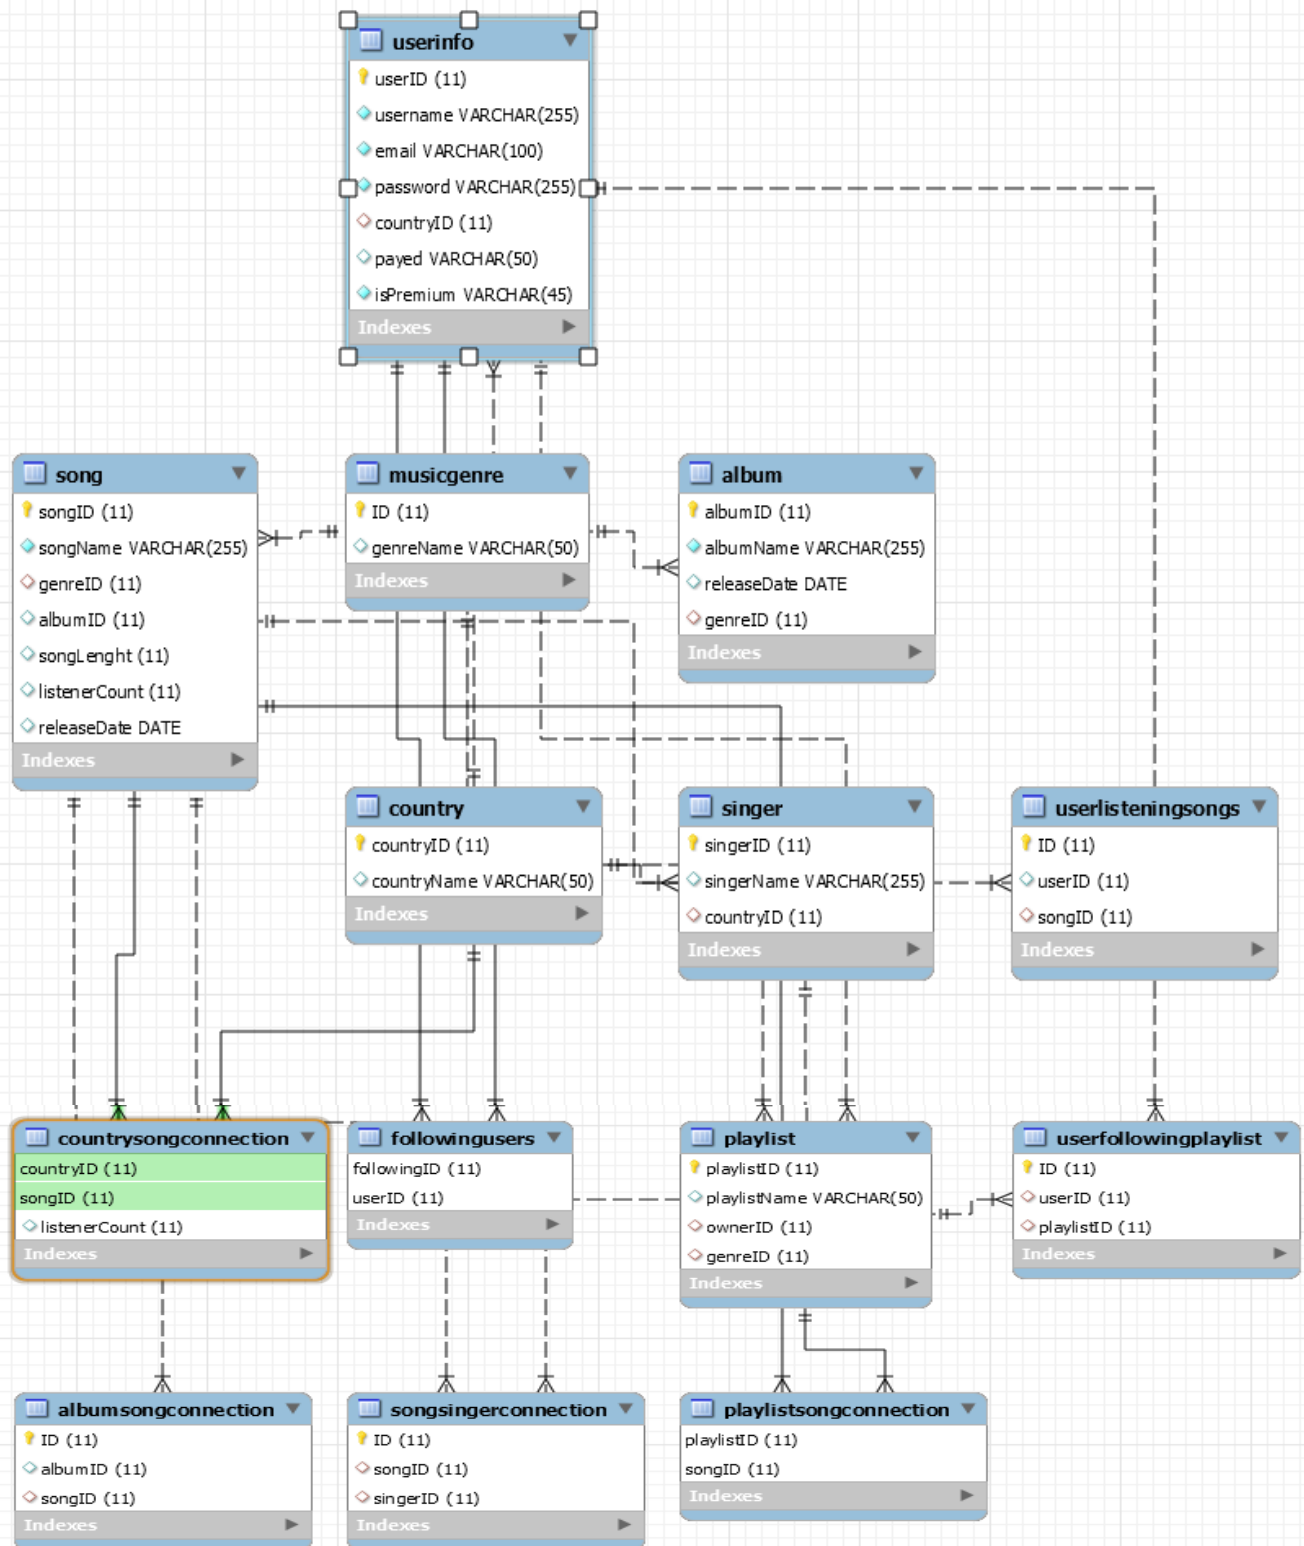 userinfo
userID (11)
username VARCHAR(255)
email VARCHAR(100)
password VARCHAR(255)
countryID (11)
payed VARCHAR(50)
isPremium VARCHAR(45)
Indexes
song
songID (11)
songName VARCHAR(255)
genreID (11)
albumID (11)
songLenght (11)
listenerCount (11)
releaseDate DATE
Indexes
musicgenre
ID (11)
genreName VARCHAR(50)
Indexes
album
albumID (11)
albumName VARCHAR(255)
releaseDate DATE
genreID (11)
Indexes
country
countryID (11)
countryName VARCHAR(50)
Indexes
singer
singerID (11)
singerName VARCHAR(255)
countryID (11)
Indexes
userlisteningsongs
ID (11)
userID (11)
songID (11)
Indexes
countrysongconnection
countryID (11)
songID (11)
listenerCount (11)
Indexes
followingusers
followingID (11)
userID (11)
Indexes
playlist
playlistID (11)
playlistName VARCHAR(50)
ownerID (11)
genreID (11)
Indexes
userfollowingplaylist
ID (11)
userID (11)
playlistID (11)
Indexes
albumsongconnection
ID (11)
albumID (11)
songID (11)
Indexes
songsingerconnection
ID (11)
songID (11)
singerID (11)
Indexes
playlistsongconnection
playlistID (11)
songID (11)
Indexes